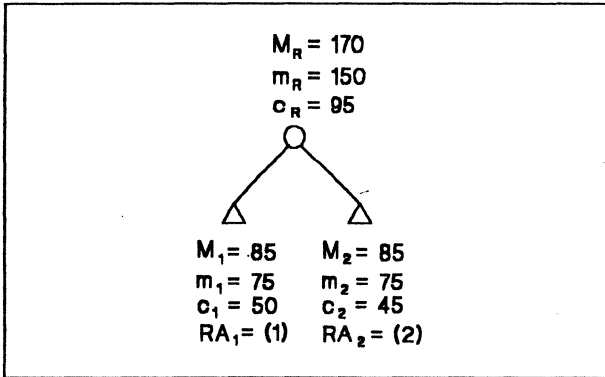 M_R = 170
m_R = 150
c_R = 95
M_1 = 85 M_2 = 85
m_1 = 75 m_2 = 75
c_1 = 50 c_2 = 45
RA_1 = (1) RA_2 = (2)